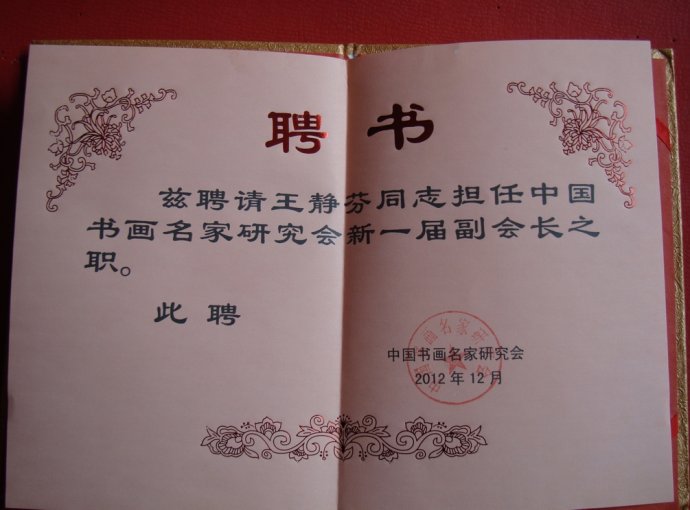 聘书
兹聘请王静芬同志担任中国
书画名家研究会新一届副会长之
职。
此聘
中国书画名家研究会
2012年12月